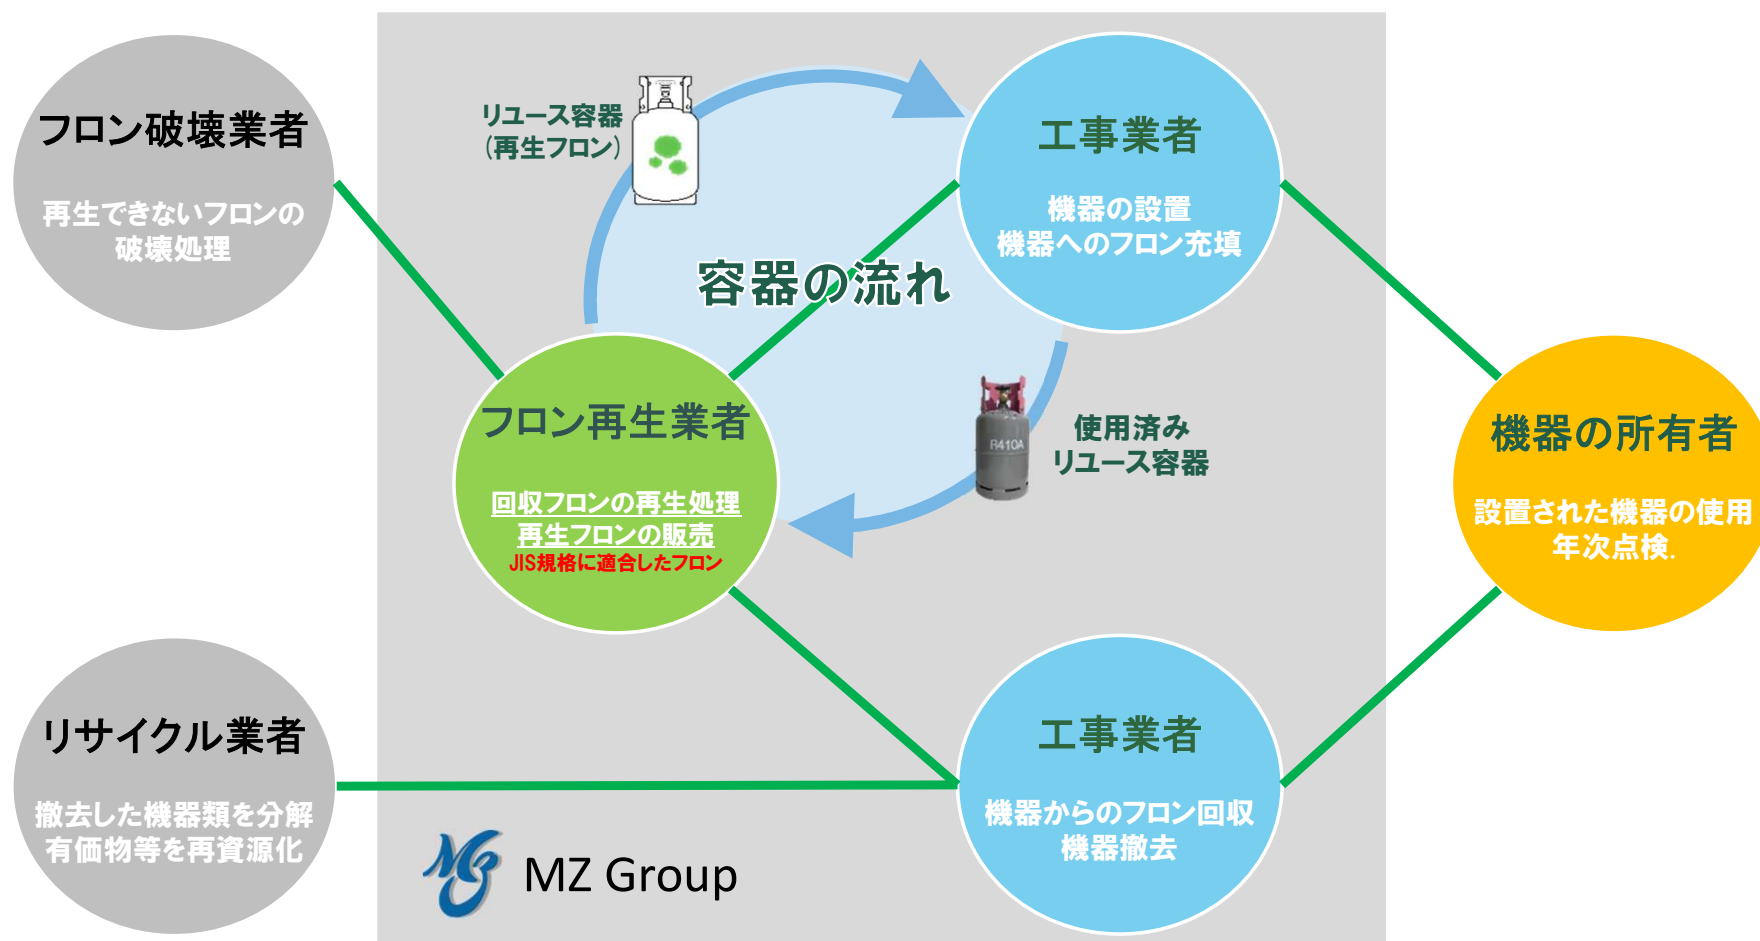 フロン破壊業者
再生できないフロンの
破壊処理
リユース容器
(再生フロン)
工事業者
機器の設置
機器へのフロン充填
容器の流れ
フロン再生業者
回収フロンの再生処理
再生フロンの販売
JIS規格に適合したフロン
R410A
使用済み
リユース容器
機器の所有者
設置された機器の使用
年次点検.
リサイクル業者
撤去した機器類を分解
有価物等を再資源化
工事業者
機器からのフロン回収
機器撤去
MZ Group